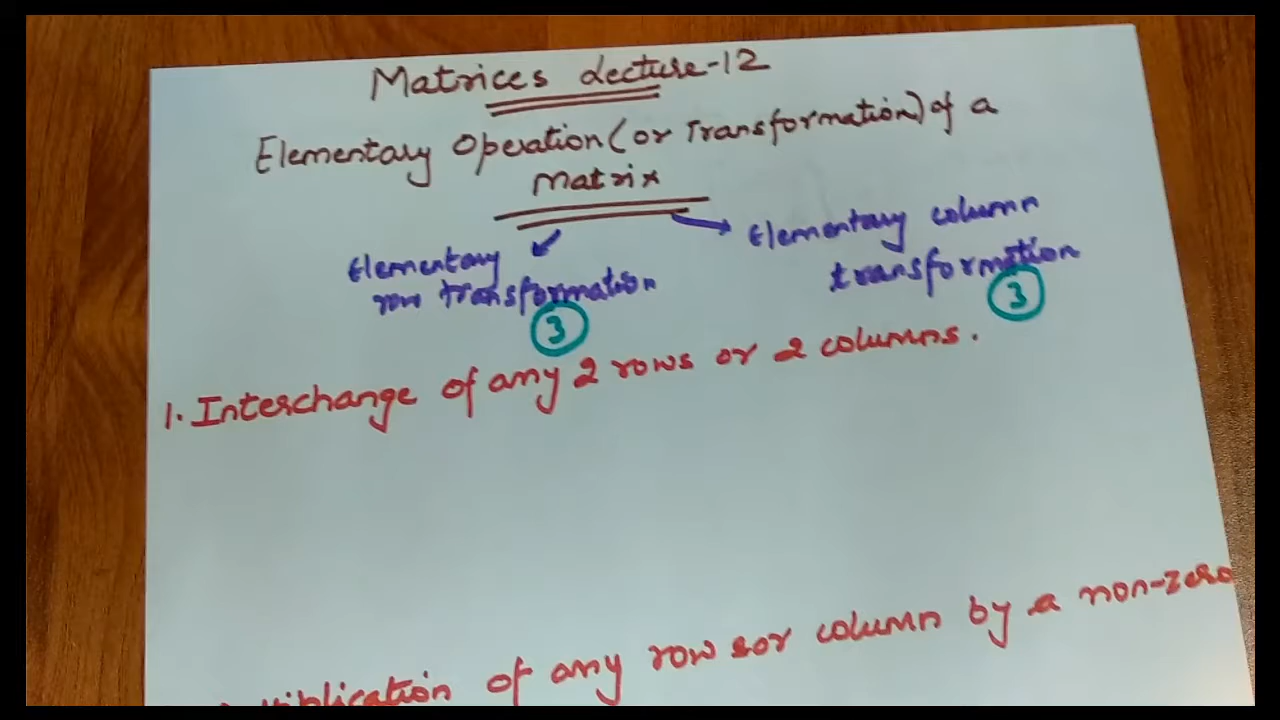 Matrices Lecture-12
Elementary Operation (or Transformation) of a
Matrix
Elementary
row transformation
3
Elementary column
transformation
3
1. Interchange of any 2 rows or 2 columns.
of any rows or column by a non-zero